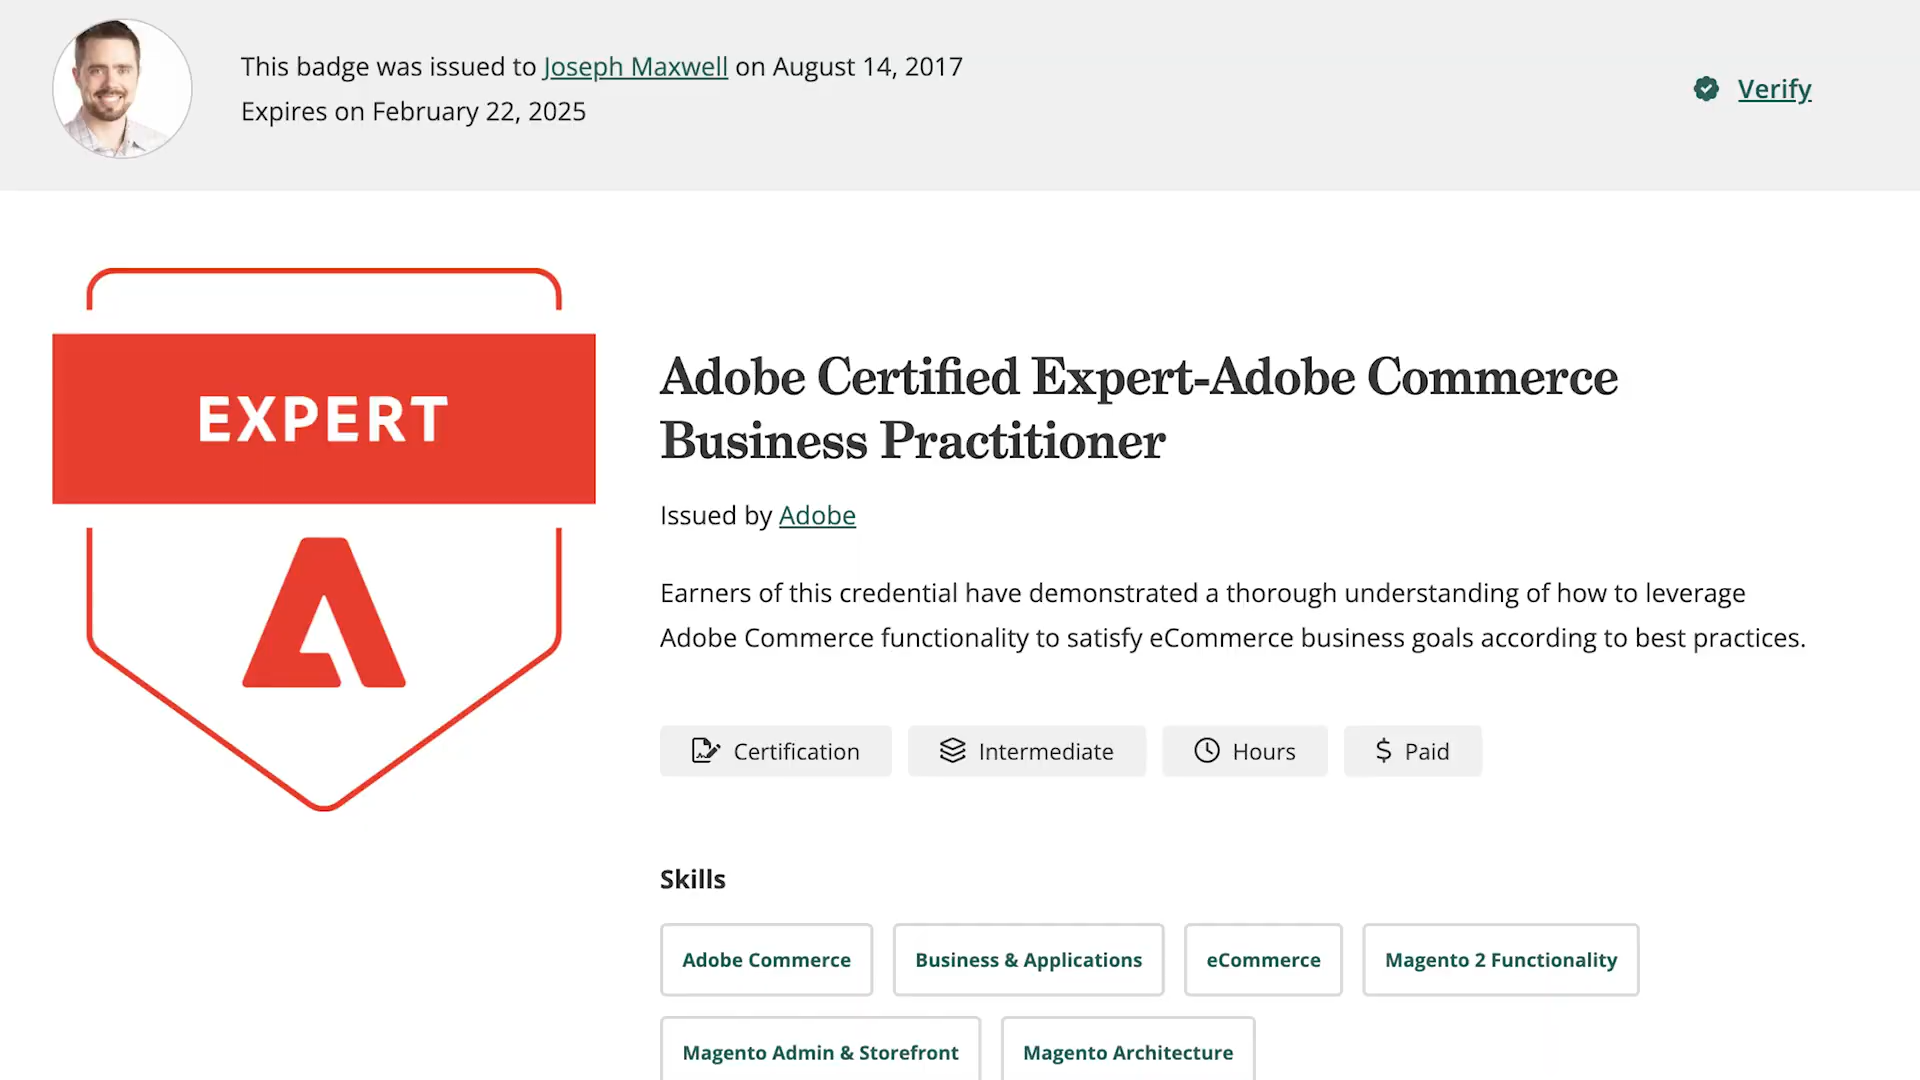 This badge was issued to Joseph Maxwell on August 14, 2017
Expires on February 22, 2025
Verify
EXPERT
Adobe Certified Expert-Adobe Commerce
Business Practitioner
Issued by Adobe
Earners of this credential have demonstrated a thorough understanding of how to leverage
Adobe Commerce functionality to satisfy eCommerce business goals according to best practices.
Certification Intermediate Hours $ Paid
Skills
Adobe Commerce Business & Applications eCommerce Magento 2 Functionality
Magento Admin & Storefront Magento Architecture